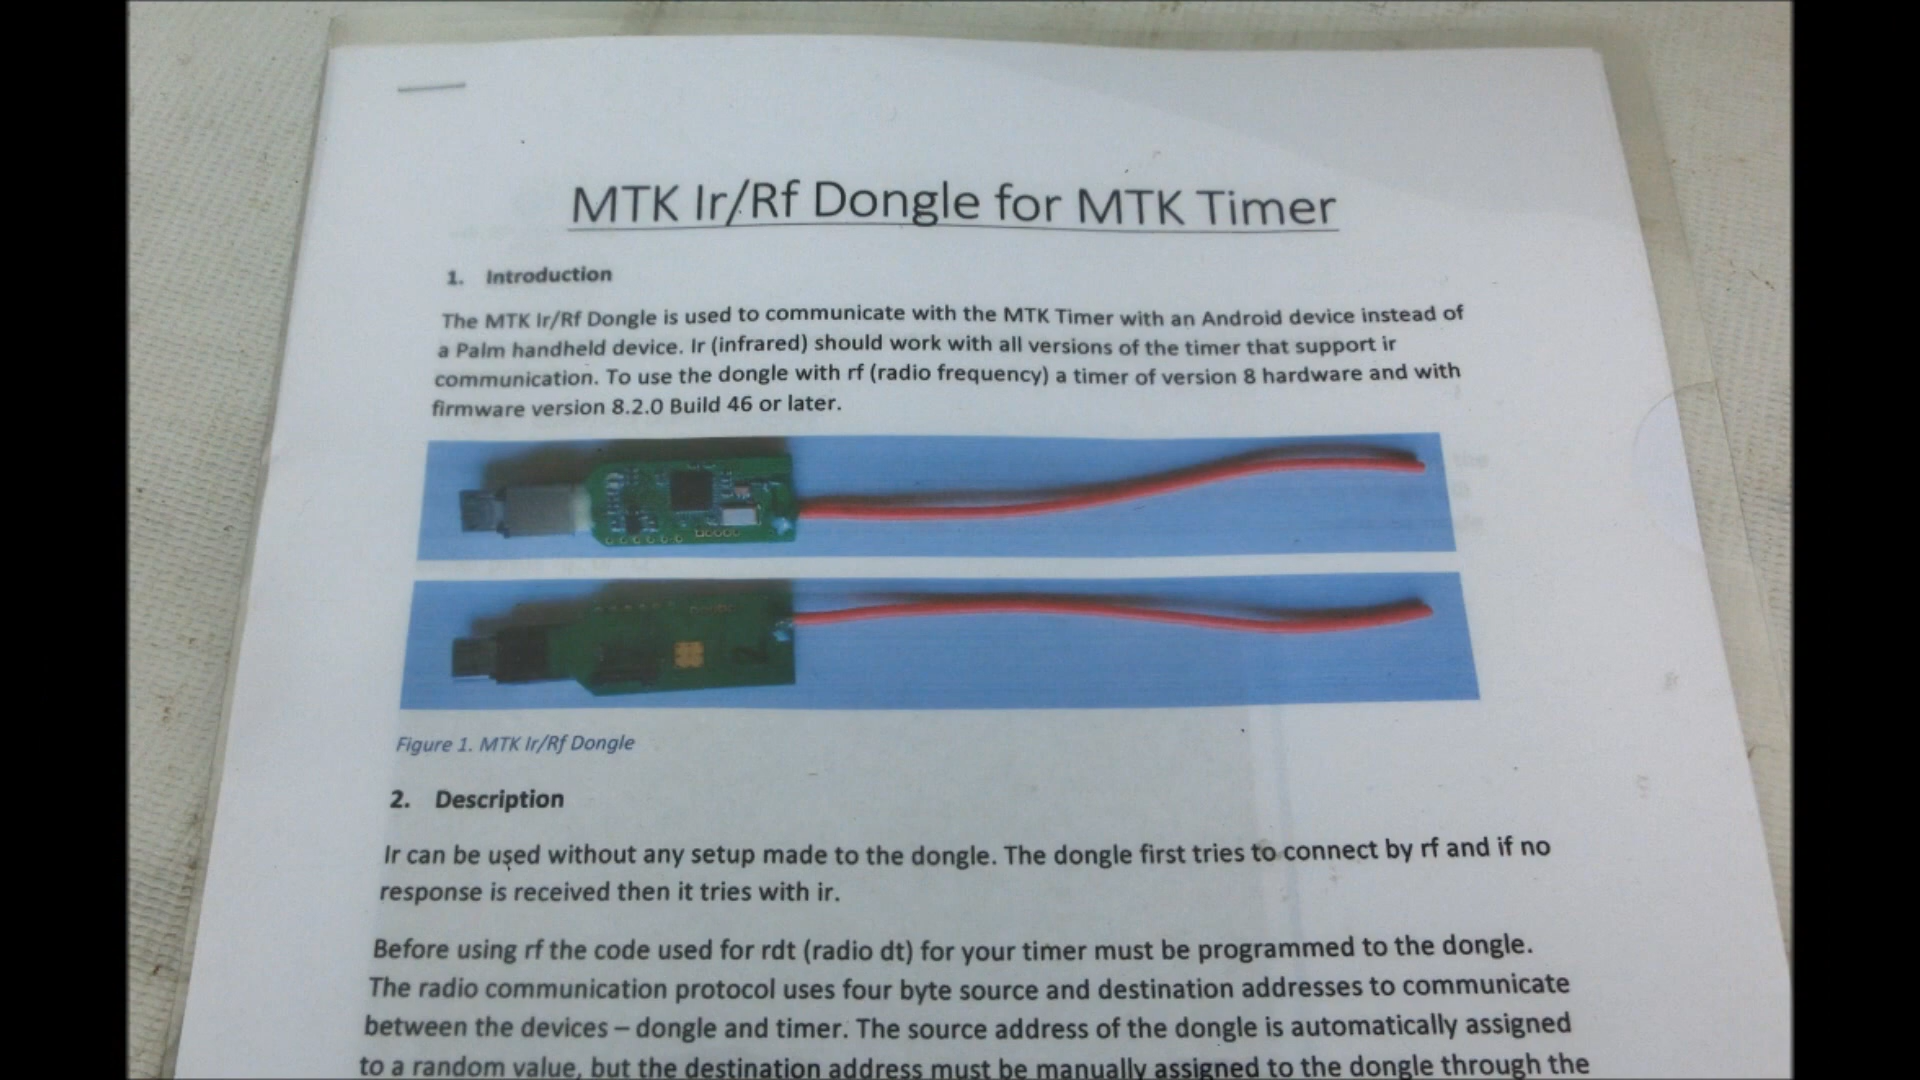 MTK Ir/Rf Dongle for MTK Timer
1. Introduction
The MTK Ir/Rf Dongle is used to communicate with the MTK Timer with an Android device instead of
a Palm handheld device. Ir (infrared) should work with all versions of the timer that support ir
communication. To use the dongle with rf (radio frequency) a timer of version 8 hardware and with
firmware version 8.2.0 Build 46 or later.
2
Figure 1. MTK Ir/Rf Dongle
2. Description
Ir can be used without any setup made to the dongle. The dongle first tries to connect by rf and if no
response is received then it tries with ir.
Before using rf the code used for rdt (radio dt) for your timer must be programmed to the dongle.
The radio communication protocol uses four byte source and destination addresses to communicate
between the devices – dongle and timer. The source address of the dongle is automatically assigned
to a random value, but the destination address must be manually assigned to the dongle through the